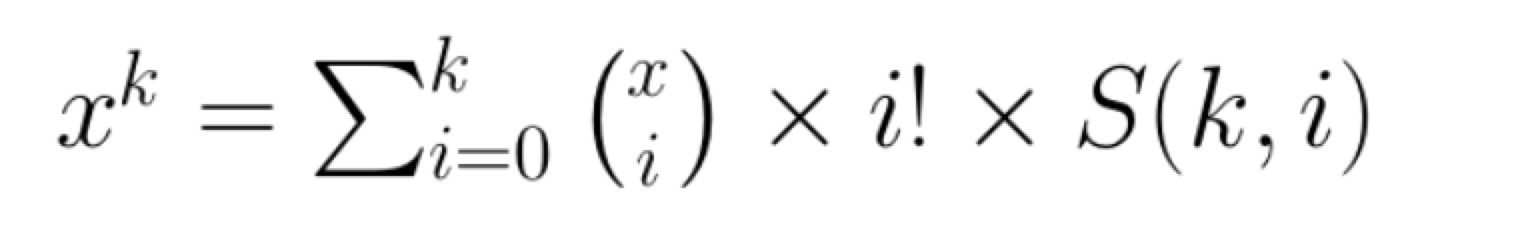 x^k = \sum_{i=0}^{k} \binom{x}{i} \times i! \times S(k, i)